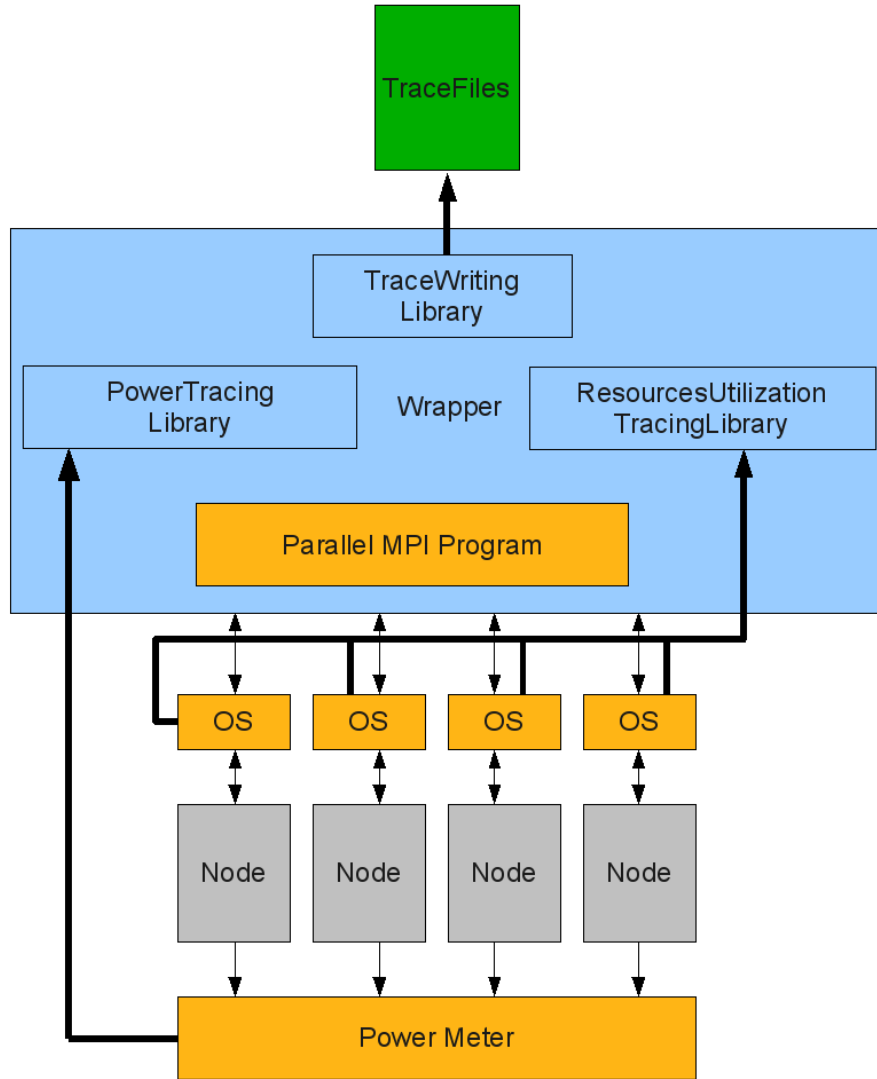 TraceFiles
TraceWriting
Library
PowerTracing
Library
Wrapper
ResourcesUtilization
TracingLibrary
Parallel MPI Program
OS
OS
OS
OS
Node
Node
Node
Node
Power Meter